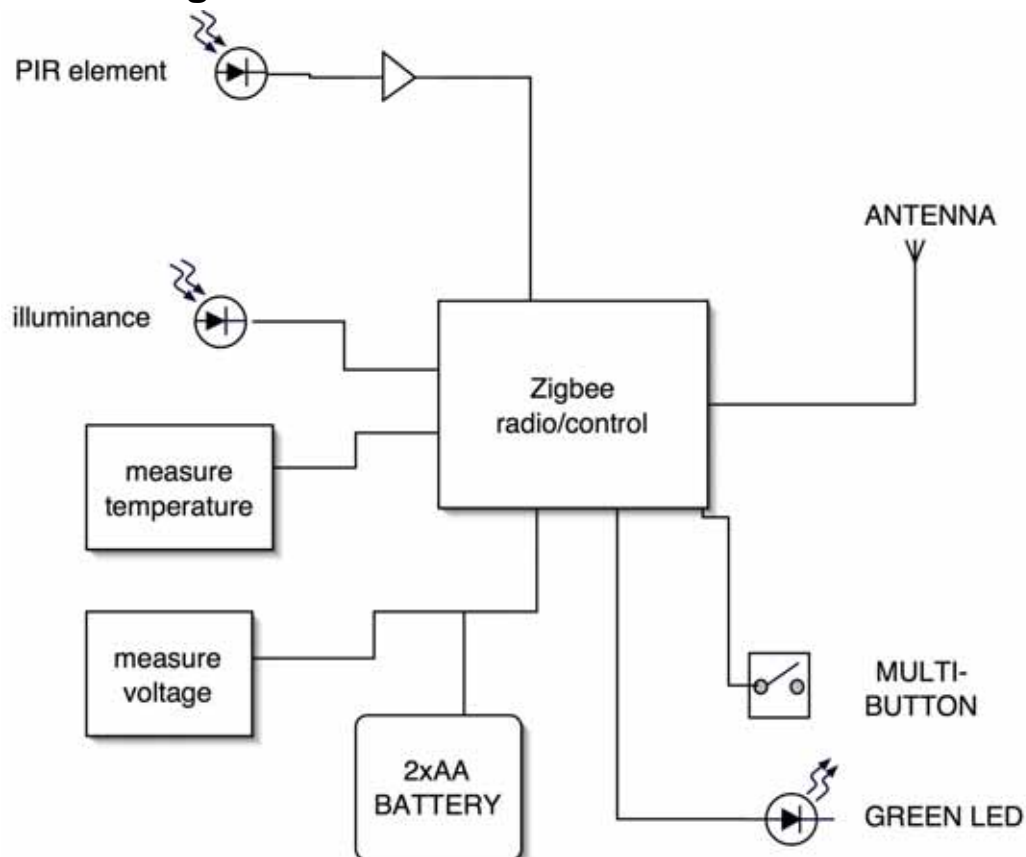 PIR element
ANTENNA
illuminance
Zigbee
radio/control
measure
temperature
measure
voltage
MULTI-
BUTTON
2xAA
BATTERY
GREEN LED